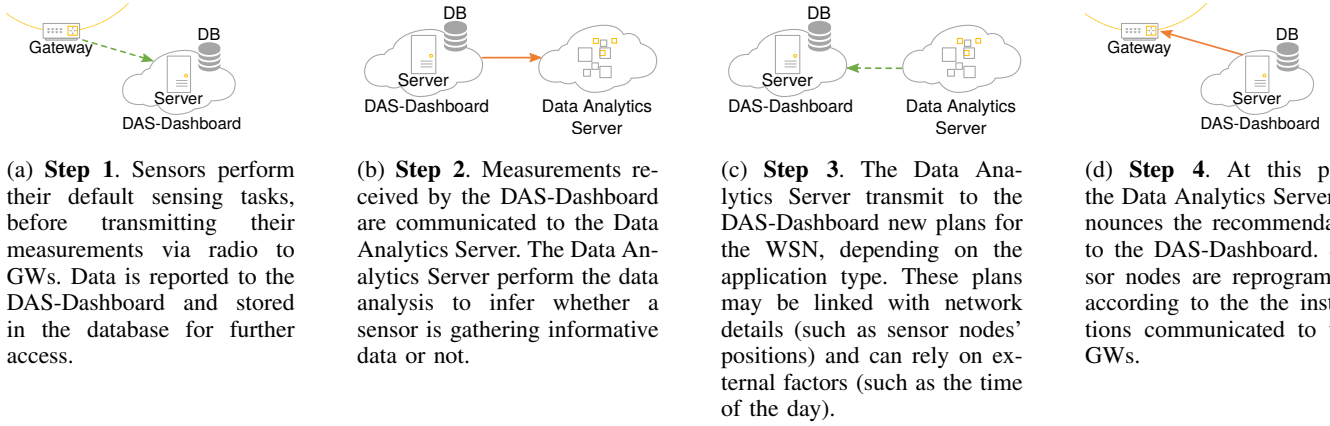 DB
Gateway
Server
DAS-Dashboard
(a) Step 1. Sensors perform
their default sensing tasks,
before transmitting their
measurements via radio to
GWs. Data is reported to the
DAS-Dashboard and stored
in the database for further
access.
DB
Server
DAS-Dashboard
Data Analytics
Server
(b) Step 2. Measurements re-
ceived by the DAS-Dashboard
are communicated to the Data
Analytics Server. The Data An-
alytics Server perform the data
analysis to infer whether a
sensor is gathering informative
data or not.
DB
Server
DAS-Dashboard
Data Analytics
Server
(c) Step 3. The Data Ana-
lytics Server transmit to the
DAS-Dashboard new plans for
the WSN, depending on the
application type. These plans
may be linked with network
details (such as sensor nodes'
positions) and can rely on ex-
ternal factors (such as the time
of the day).
Gateway
DB
Server
DAS-Dashboard
(d) Step 4. At this p
the Data Analytics Server
nounces the recommenda
to the DAS-Dashboard.
sor nodes are reprogram
according to the the inst
tions communicated to
GWs.